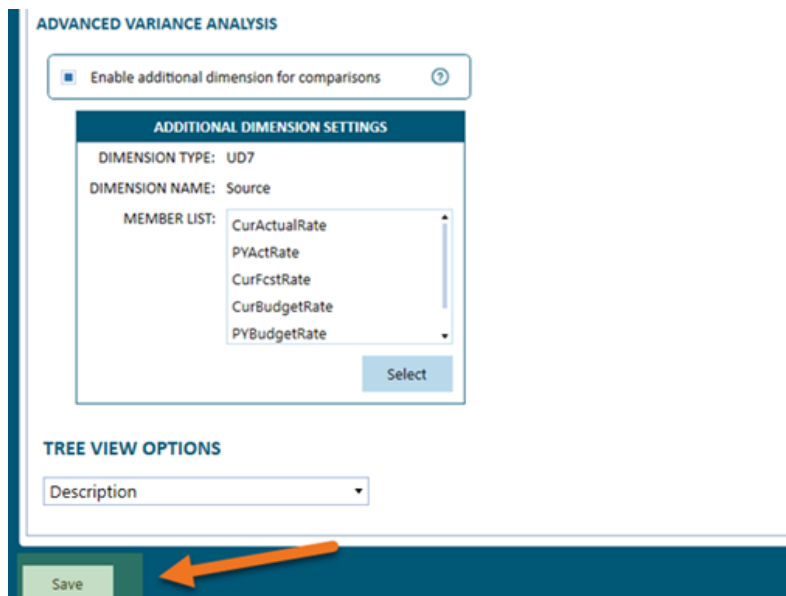 ADVANCED VARIANCE ANALYSIS
Enable additional dimension for comparisons ?
ADDITIONAL DIMENSION SETTINGS
DIMENSION TYPE: UD7
DIMENSION NAME: Source
MEMBER LIST: CurActualRate
PYActRate
CurFcstRate
CurBudgetRate
PYBudgetRate
Select
TREE VIEW OPTIONS
Description
Save